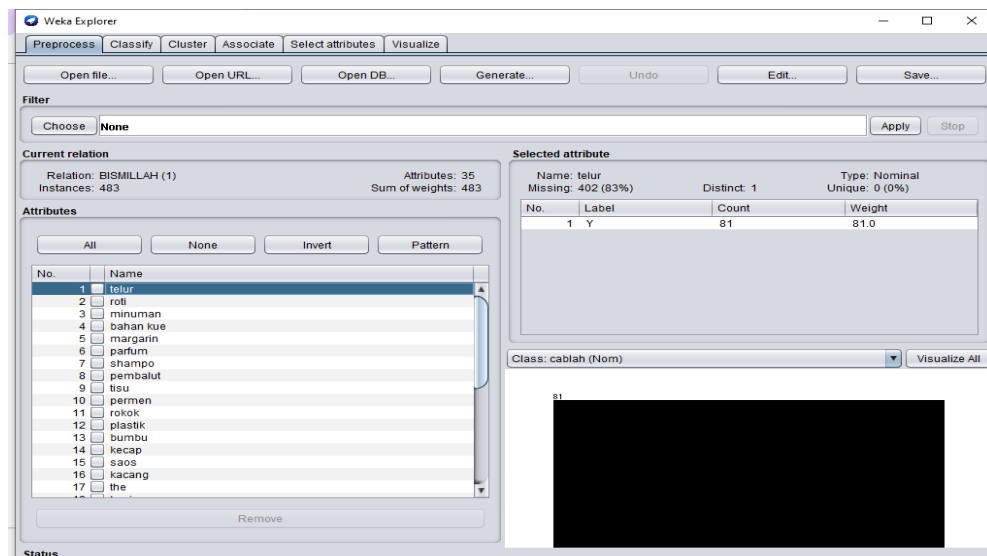 Weka Explorer
Preprocess Classify Cluster Associate Select attributes Visualize
Open file... Open URL... Open DB... Generate... Undo Edit... Save...
Filter
Choose None Apply Stop
Current relation
Relation: BISMILLAH (1) Attributes: 35
Instances: 483 Sum of weights: 483
Attributes
All None Invert Pattern
No. Name
1 telur
2 roti
3 minuman
4 bahan kue
5 margarin
6 parfum
7 shampo
8 pembalut
9 tisu
10 permen
11 rokok
12 plastik
13 bumbu
14 kecap
15 saos
16 kacang
17 the
Remove
Status
Selected attribute
Name: telur Type: Nominal
Missing: 402 (83%) Distinct: 1 Unique: 0 (0%)
No. Label Count Weight
1 Y 81 81.0
Class: cablah (Nom) Visualize All
81